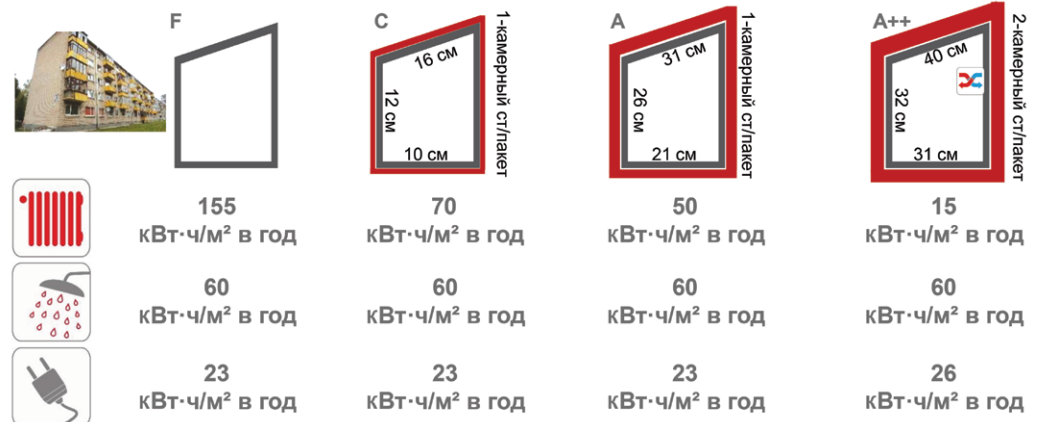 F
C
16 см
12 см
10 см
1-камерный ст/пакет
A
31 см
26 см
21 см
1-камерный ст/пакет
A++
40 см
32 см
31 см
2-камерный ст/пакет
155
кВт·ч/м² в год
70
кВт·ч/м² в год
50
кВт·ч/м² в год
15
кВт·ч/м² в год
60
кВт·ч/м² в год
60
кВт·ч/м² в год
60
кВт·ч/м² в год
60
кВт·ч/м² в год
23
кВт·ч/м² в год
23
кВт·ч/м² в год
23
кВт·ч/м² в год
26
кВт·ч/м² в год